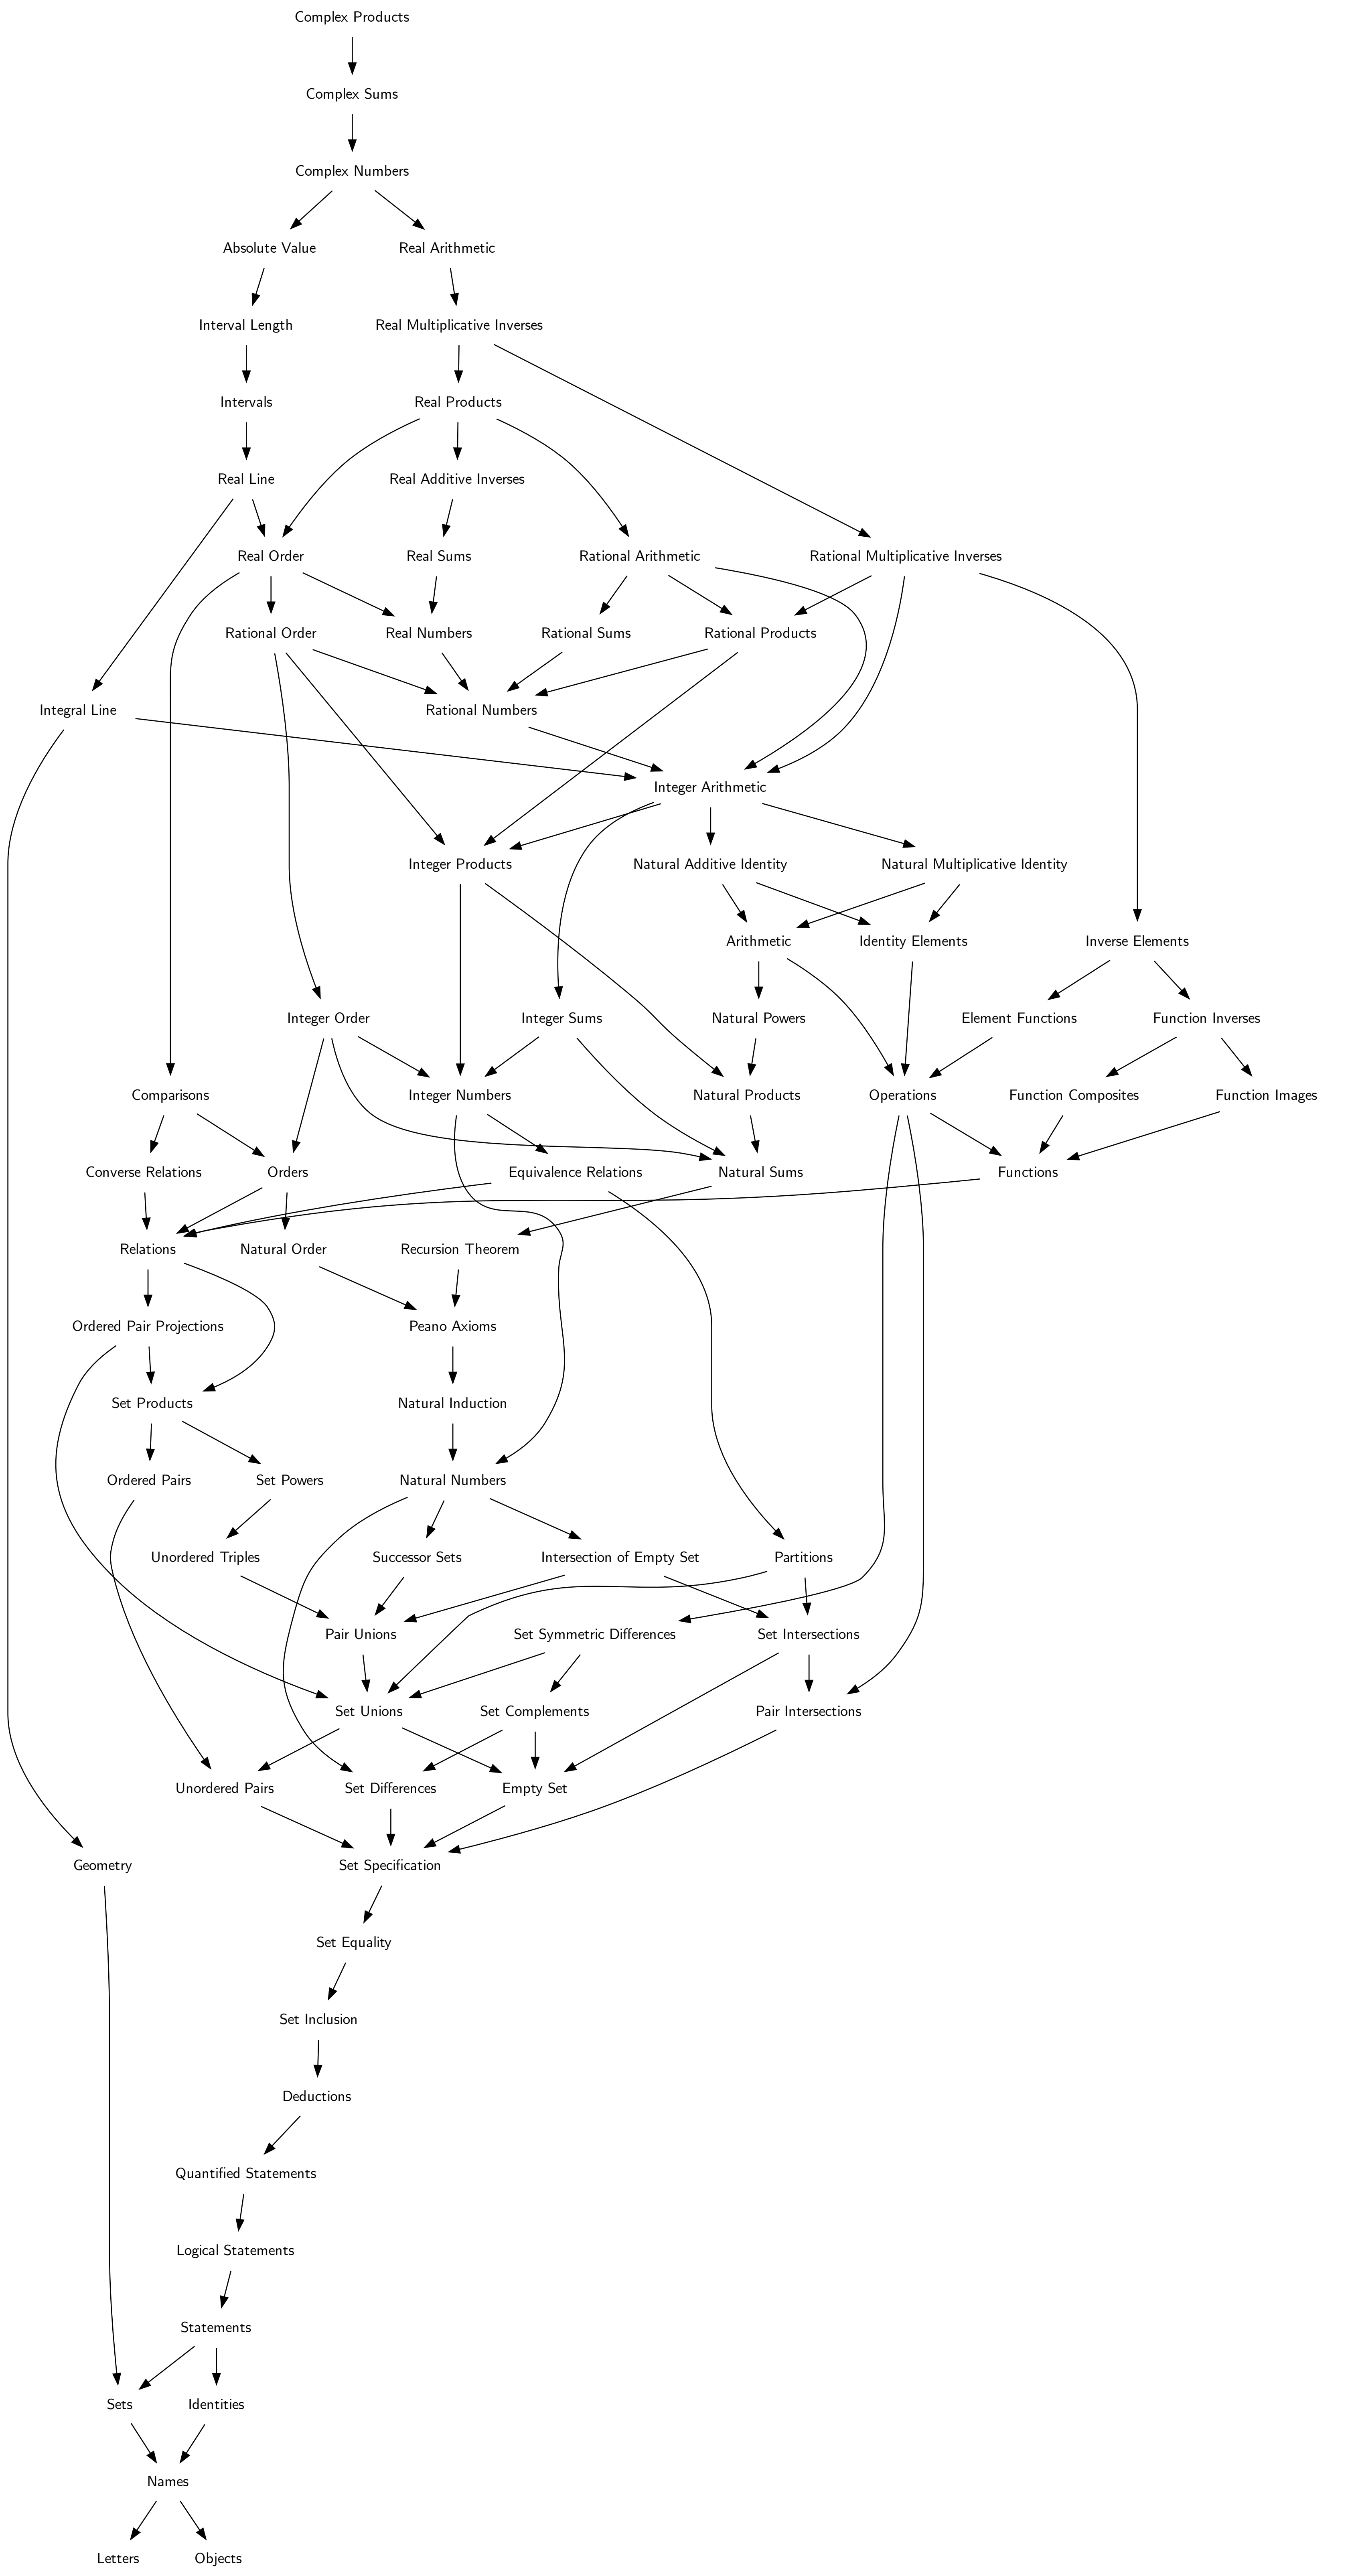 Complex Products
Complex Sums
Complex Numbers
Absolute Value
Real Arithmetic
Interval Length
Real Multiplicative Inverses
Intervals
Real Products
Real Line
Real Additive Inverses
Real Order
Real Sums
Rational Arithmetic
Rational Multiplicative Inverses
Rational Order
Real Numbers
Rational Sums
Rational Products
Integral Line
Rational Numbers
Integer Arithmetic
Integer Products
Natural Additive Identity
Natural Multiplicative Identity
Arithmetic
Identity Elements
Inverse Elements
Integer Order
Integer Sums
Natural Powers
Element Functions
Function Inverses
Comparisons
Integer Numbers
Natural Products
Operations
Function Composites
Function Images
Converse Relations
Orders
Equivalence Relations
Natural Sums
Functions
Relations
Natural Order
Recursion Theorem
Ordered Pair Projections
Peano Axioms
Set Products
Natural Induction
Ordered Pairs
Set Powers
Natural Numbers
Unordered Triples
Successor Sets
Intersection of Empty Set
Partitions
Pair Unions
Set Symmetric Differences
Set Intersections
Set Unions
Set Complements
Pair Intersections
Unordered Pairs
Set Differences
Empty Set
Geometry
Set Specification
Set Equality
Set Inclusion
Deductions
Quantified Statements
Logical Statements
Statements
Sets
Identities
Names
Letters
Objects